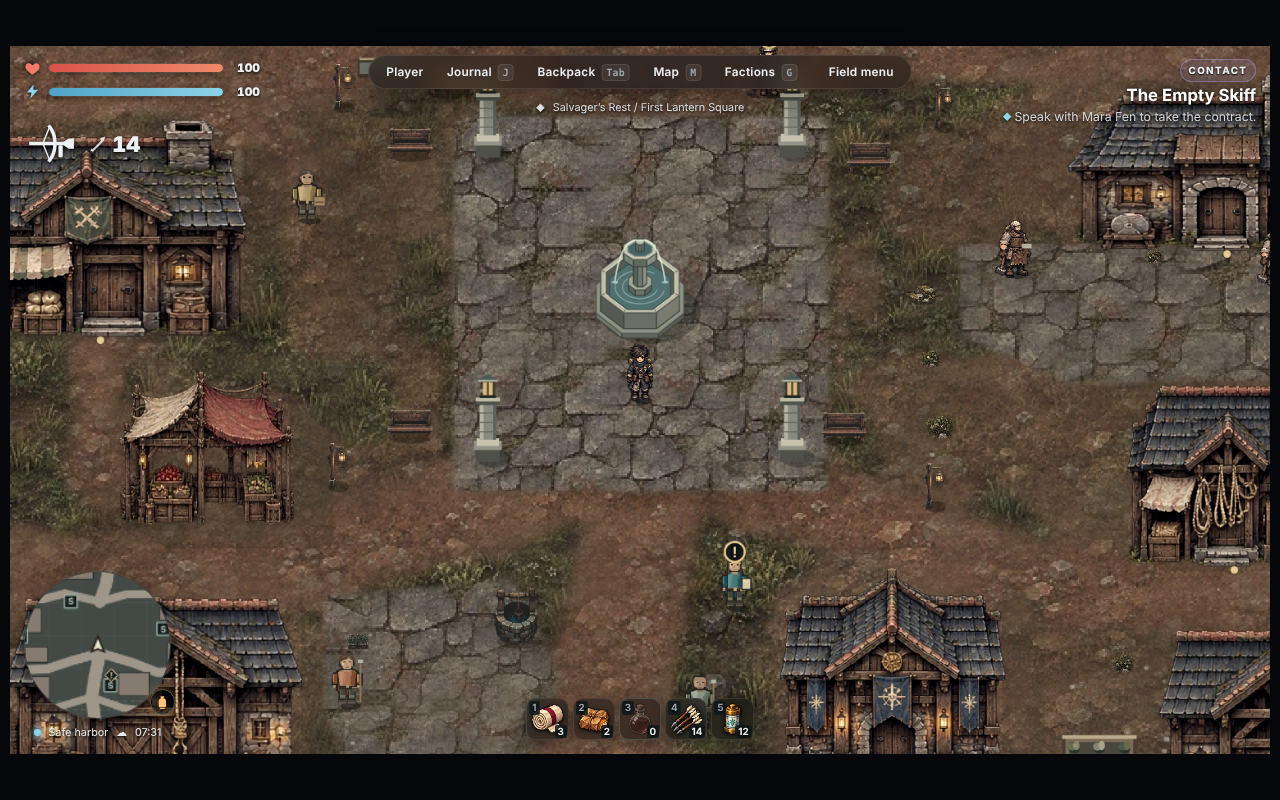 100
Player Journal J Backpack Tab Map M Factions G Field menu
CONTACT
100
The Empty Skiff
Salvager's Rest / First Lantern Square
Speak with Mara Fen to take the contract.
14
!
S
S
S
Safe harbor 07:31
1 3
2 2
3 0
4 14
5 12